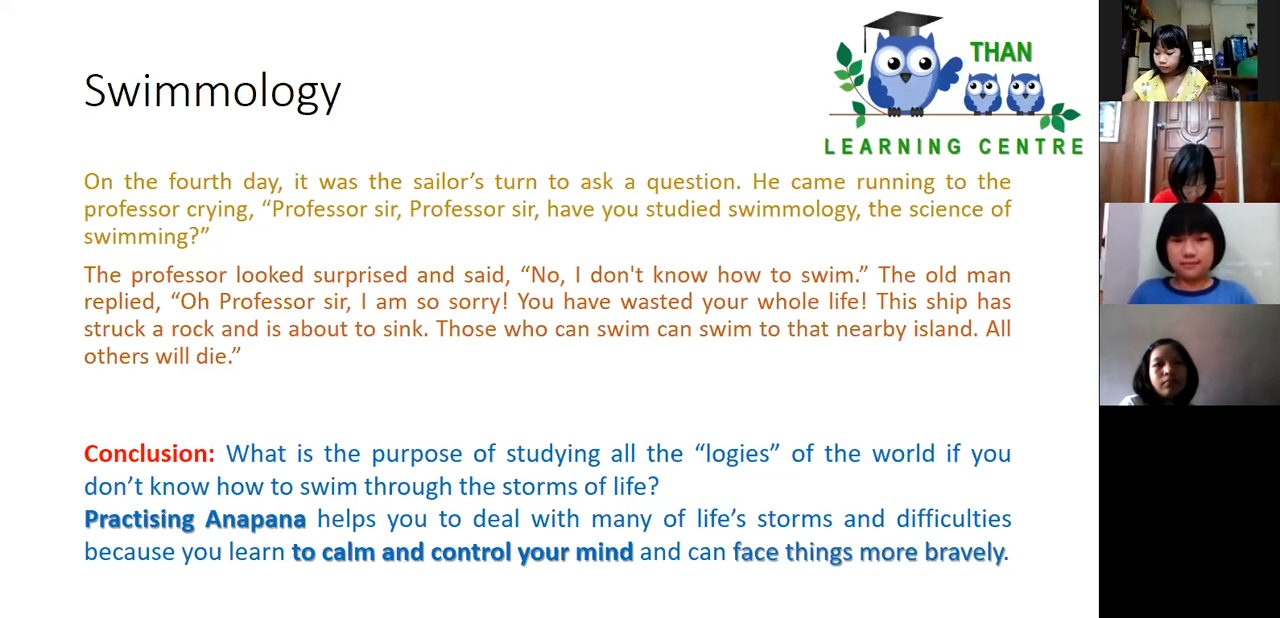 Swimmology
THAN
LEARNING CENTRE
On the fourth day, it was the sailor’s turn to ask a question. He came running to the
professor crying, “Professor sir, Professor sir, have you studied swimmology, the science of
swimming?”
The professor looked surprised and said, “No, I don't know how to swim.” The old man
replied, “Oh Professor sir, I am so sorry! You have wasted your whole life! This ship has
struck a rock and is about to sink. Those who can swim can swim to that nearby island. All
others will die.”
Conclusion: What is the purpose of studying all the “logies” of the world if you
don’t know how to swim through the storms of life?
Practising Anapana helps you to deal with many of life’s storms and difficulties
because you learn to calm and control your mind and can face things more bravely.